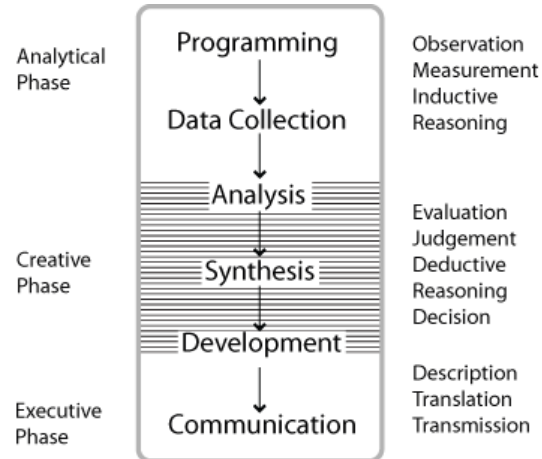 Analytical
Phase
Programming
Data Collection
Observation
Measurement
Inductive
Reasoning
Creative
Phase
Analysis
Synthesis
Development
Evaluation
Judgement
Deductive
Reasoning
Decision
Executive
Phase
Communication
Description
Translation
Transmission